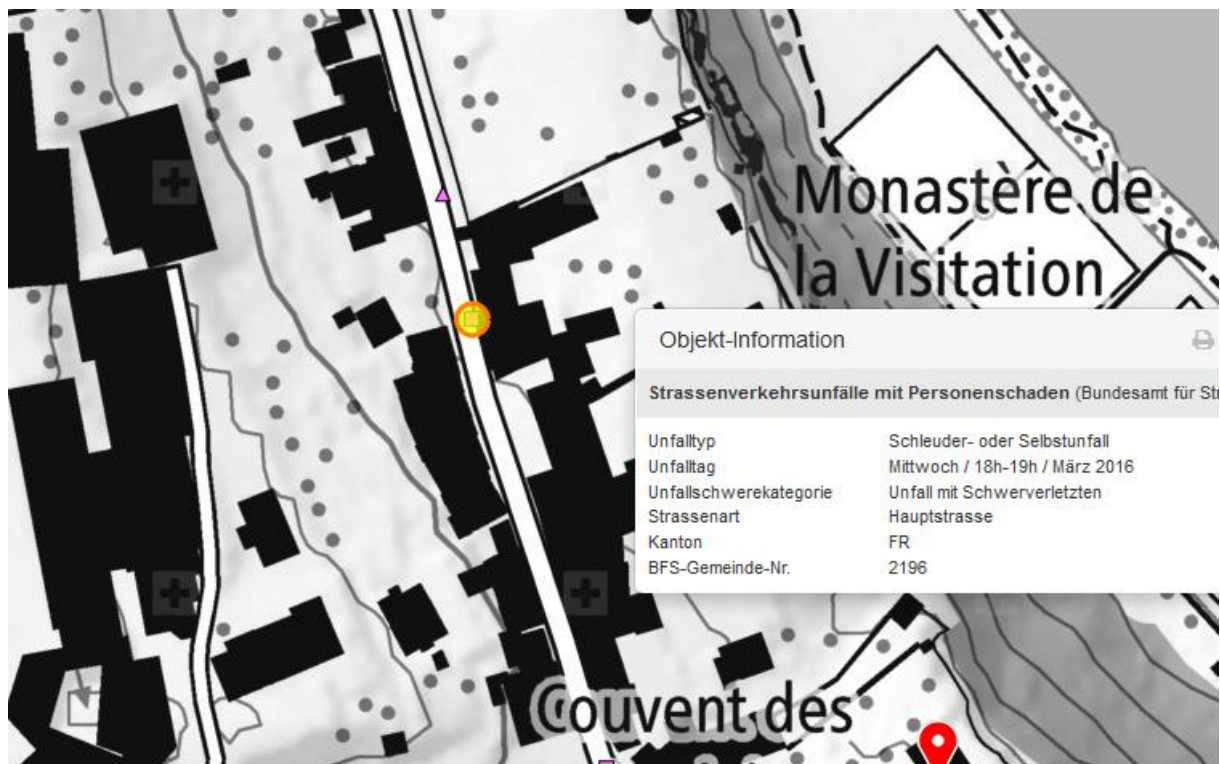 Monastère de
la Visitation
Objekt-Information
Strassenverkehrsunfälle mit Personenschaden (Bundesamt für Str
Unfalltyp Schleuder- oder Selbstunfall
Unfalltag Mittwoch / 18h-19h / März 2016
Unfallschwerekategorie Unfall mit Schwerverletzten
Strassenart Hauptstrasse
Kanton FR
BFS-Gemeinde-Nr. 2196
Couvent des